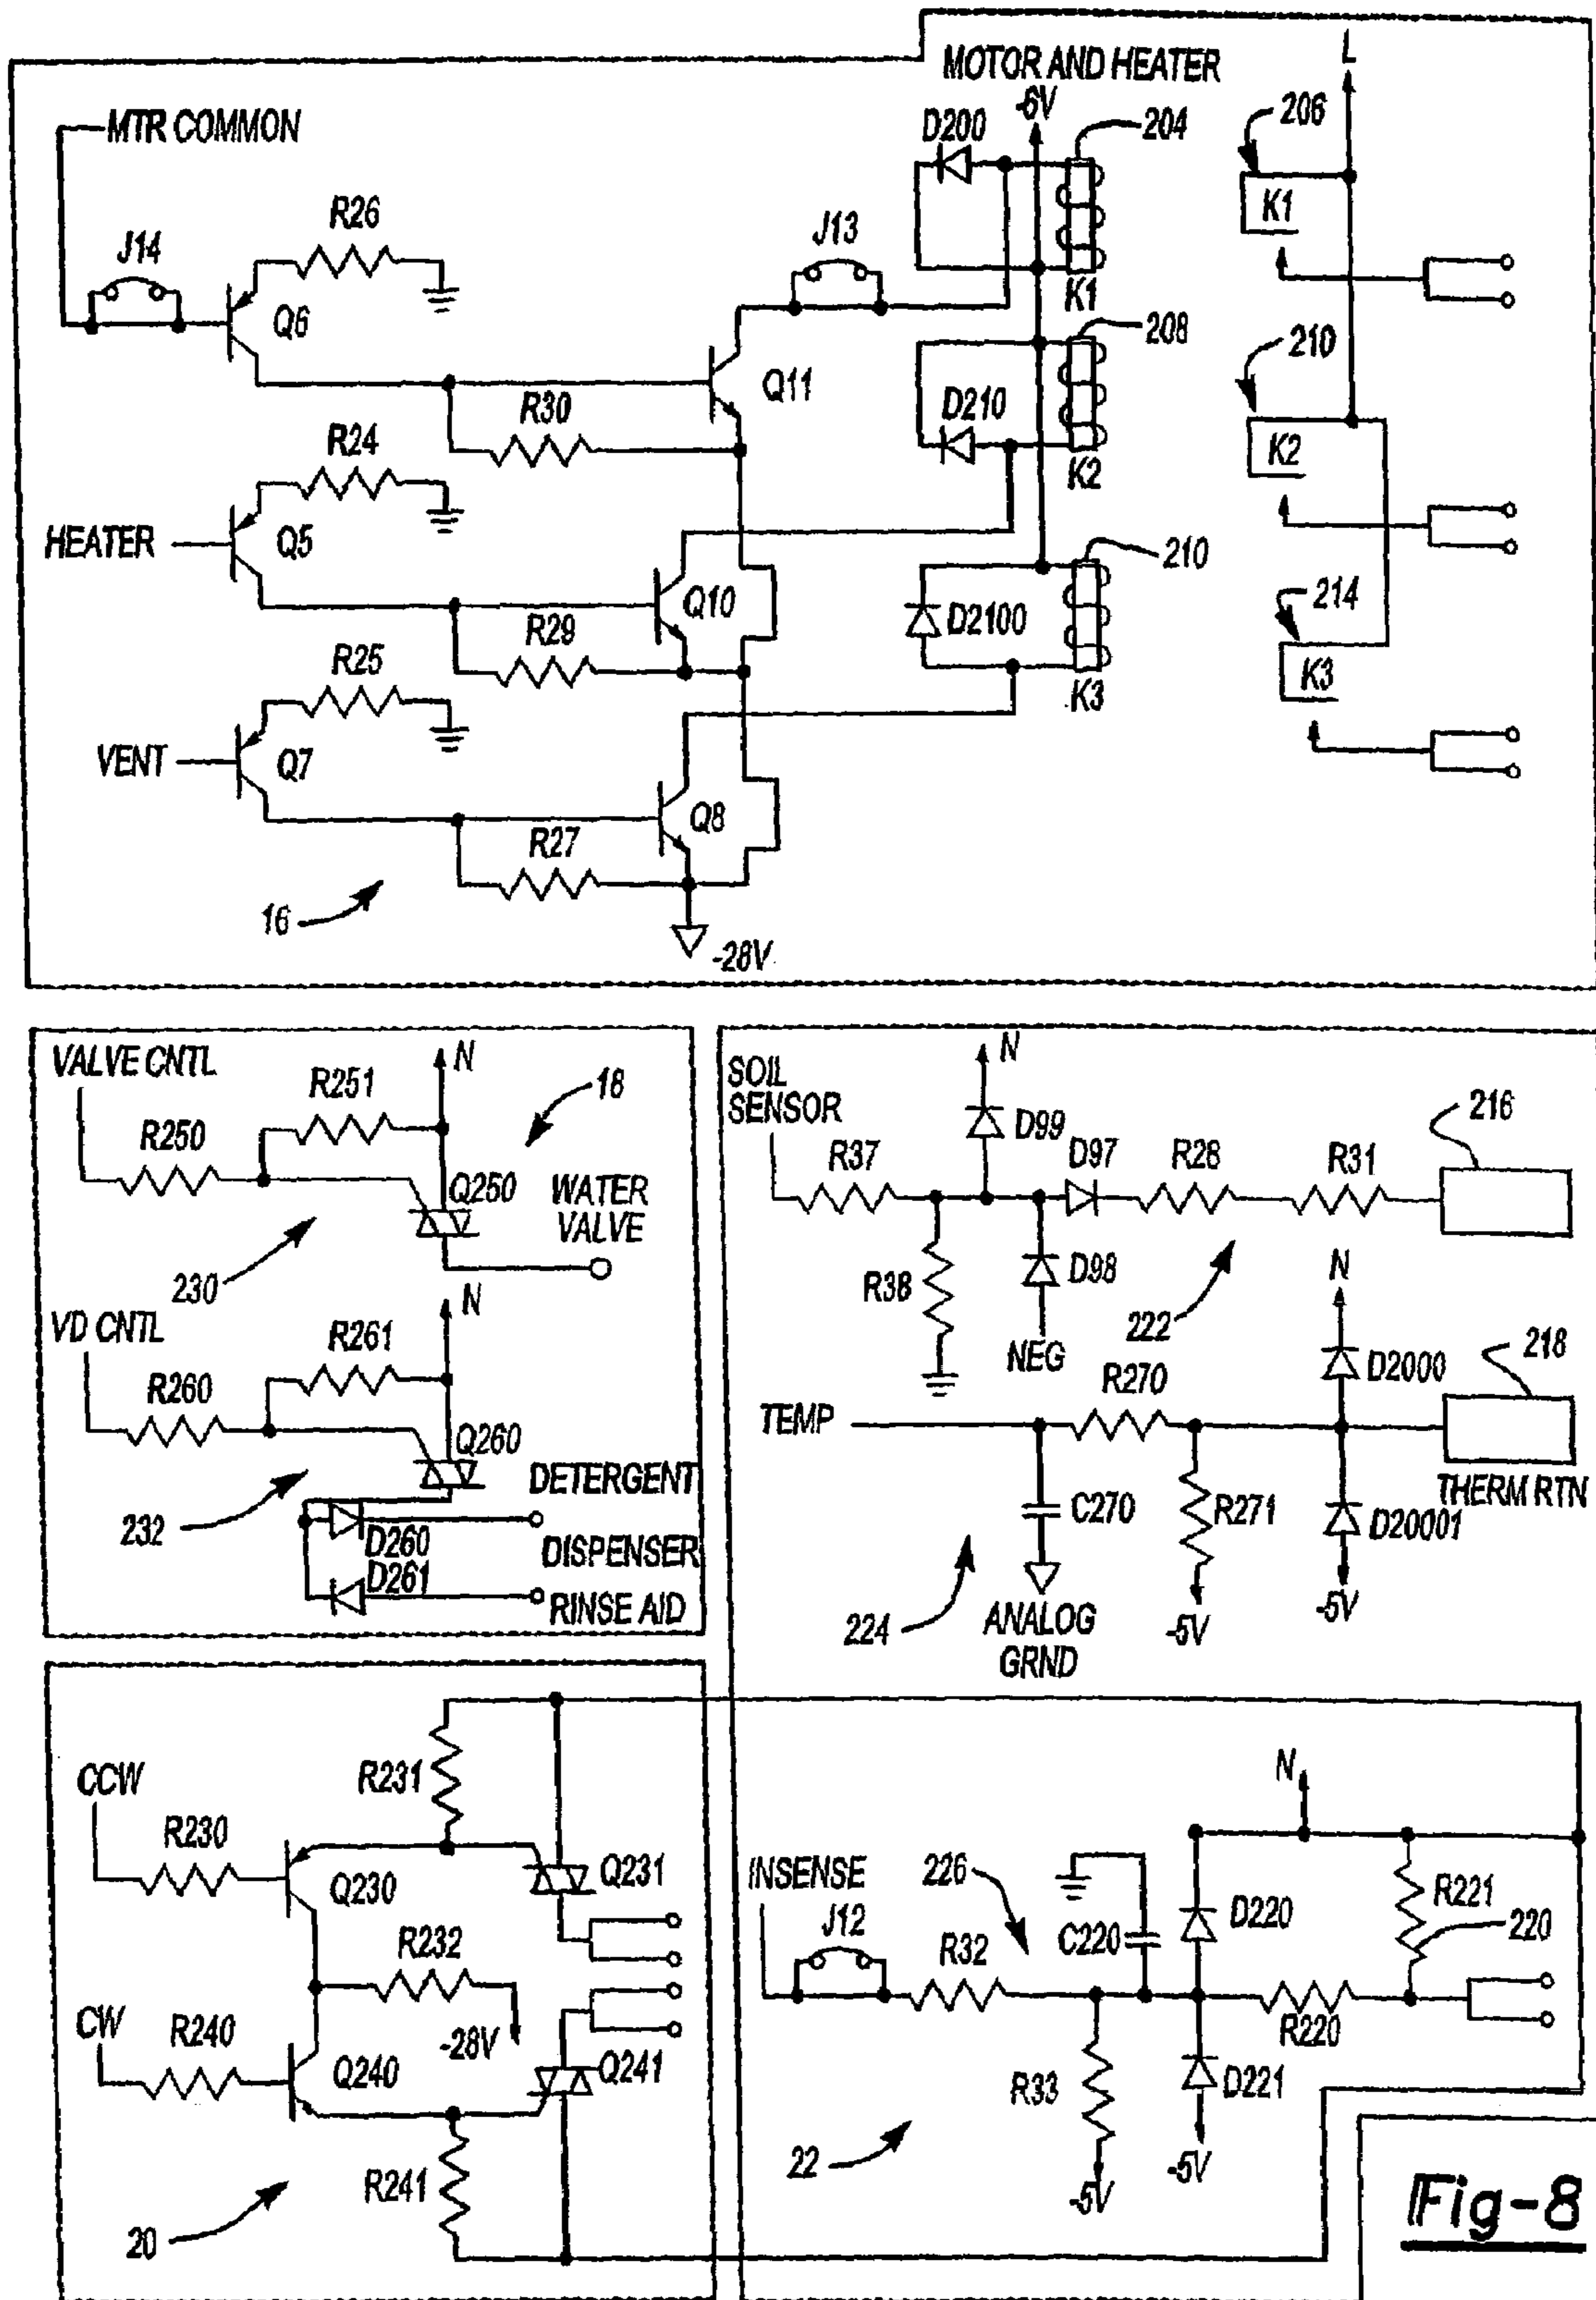 MOTOR AND HEATER
L
MTR COMMON
-6V
D200
204
206
K1
R26
J14
J13
Q6
K1
208
Q11
210
R30
D210
K2
R24
K2
HEATER
Q5
210
Q10
D2100
214
R29
R25
K3
K3
VENT
Q7
Q8
R27
16
-28V
VALVE CNTL
N
R251
18
R250
Q250
WATER
VALVE
230
N
VD CNTL
R261
R260
Q260
DETERGENT
232
D260
DISPENSER
D261
RINSE AID
SOIL
SENSOR
N
216
D99
R37
D97
R28
R31
R38
D98
222
N
NEG
218
R270
D2000
TEMP
THERM RTN
C270
R271
D20001
224
ANALOG
GRND
-5V
-5V
CCW
R231
R230
Q230
Q231
R232
CW
R240
-28V
Q240
Q241
R241
20
N
INSENSE
226
R221
J12
C220
D220
220
R32
R220
R33
D221
22
-5V
-5V
Fig-8